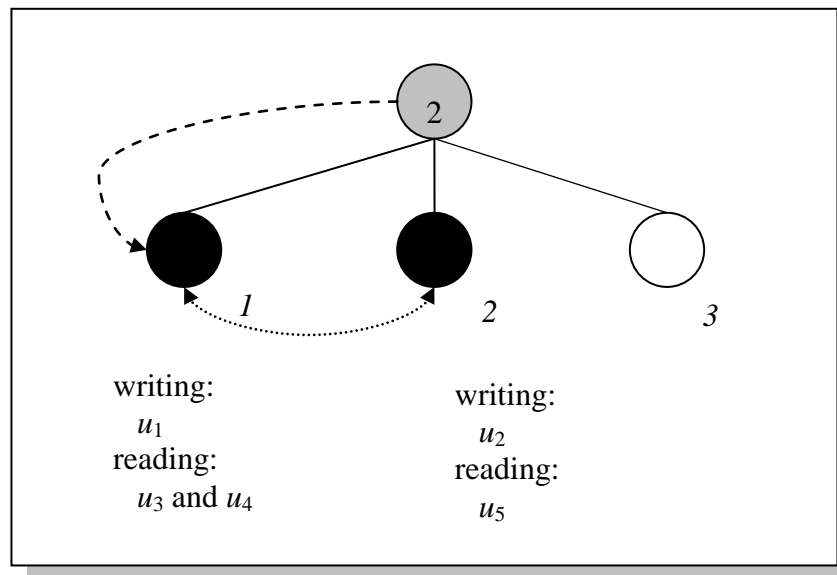 2
1
2
3
writing:
u₁
reading:
u₃ and u₄
writing:
u₂
reading:
u₅